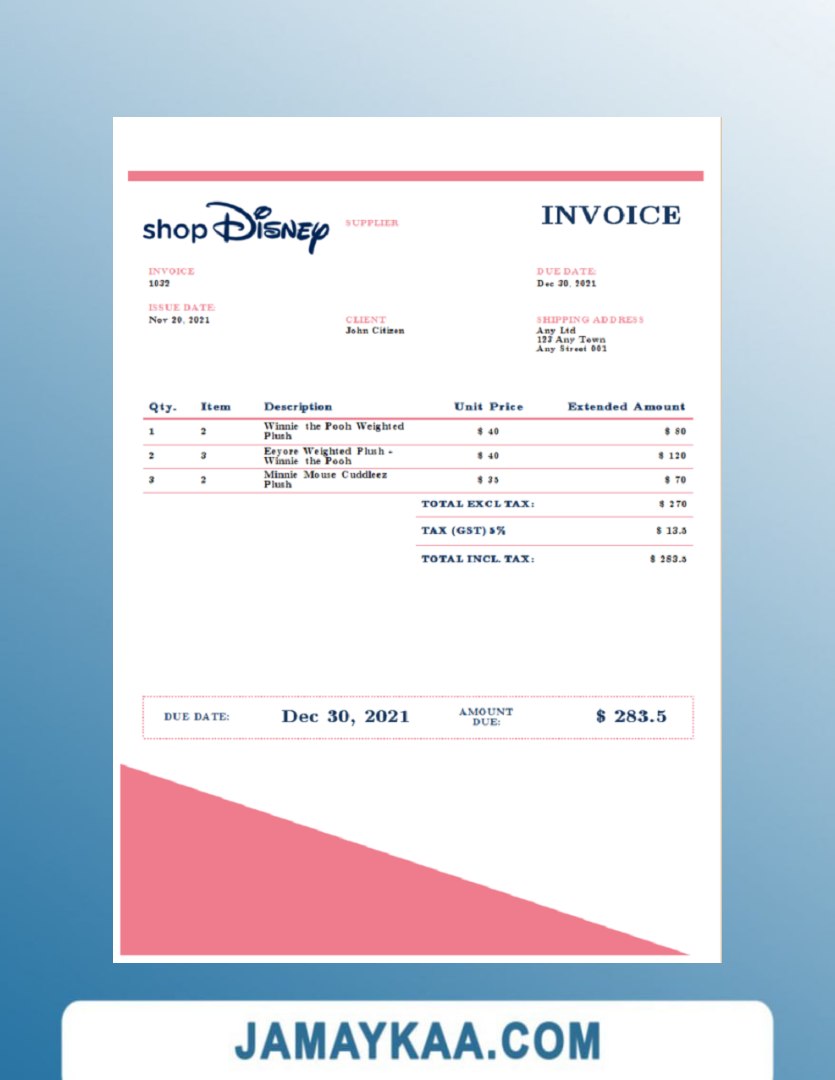 shop Disney
SUPPLIER
INVOICE
INVOICE
1032
DUE DATE:
Dec 30, 2021
ISSUE DATE:
Nov 20, 2021
CLIENT
John Citizen
SHIPPING ADDRESS
Any Ltd
123 Any Town
Any Street 001
Qty. Item Description Unit Price Extended Amount
1 2 Winnie the Pooh Weighted
Plush $ 40 $ 80
2 3 Eeyore Weighted Plush -
Winnie the Pooh $ 40 $ 120
3 2 Minnie Mouse Cuddleez
Plush $ 35 $ 70
TOTAL EXCL TAX: $ 270
TAX (GST) 5% $ 13.5
TOTAL INCL. TAX: $ 283.5
DUE DATE: Dec 30, 2021 AMOUNT
DUE: $ 283.5
JAMAYKAA.COM